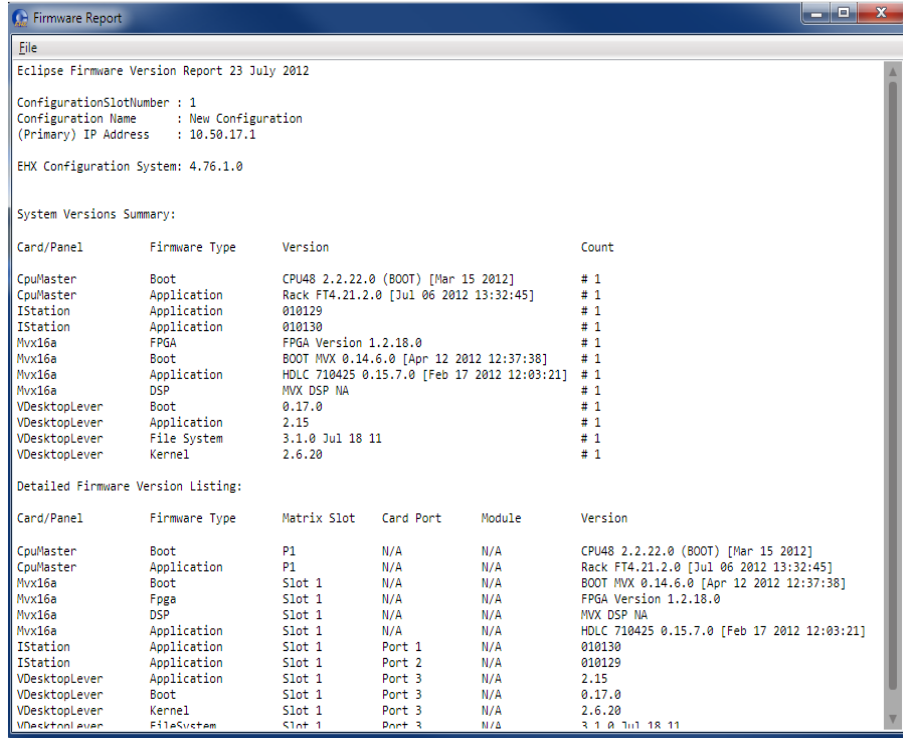 Firmware Report
File
Eclipse Firmware Version Report 23 July 2012
ConfigurationSlotNumber : 1
Configuration Name : New Configuration
(Primary) IP Address : 10.50.17.1
EHX Configuration System: 4.76.1.0
System Versions Summary:
Card/Panel Firmware Type Version Count
CpuMaster Boot CPU48 2.2.22.0 (BOOT) [Mar 15 2012] # 1
CpuMaster Application Rack FT4.21.2.0 [Jul 06 2012 13:32:45] # 1
IStation Application 010129 # 1
IStation Application 010130 # 1
Mvx16a FPGA FPGA Version 1.2.18.0 # 1
Mvx16a Boot BOOT MVX 0.14.6.0 [Apr 12 2012 12:37:38] # 1
Mvx16a Application HDLC 710425 0.15.7.0 [Feb 17 2012 12:03:21] # 1
Mvx16a DSP MVX DSP NA # 1
VDesktopLever Boot 0.17.0 # 1
VDesktopLever Application 2.15 # 1
VDesktopLever File System 3.1.0 Jul 18 11 # 1
VDesktopLever Kernel 2.6.20 # 1
Detailed Firmware Version Listing:
Card/Panel Firmware Type Matrix Slot Card Port Module Version
CpuMaster Boot P1 N/A N/A CPU48 2.2.22.0 (BOOT) [Mar 15 2012]
CpuMaster Application P1 N/A N/A Rack FT4.21.2.0 [Jul 06 2012 13:32:45]
Mvx16a Boot Slot 1 N/A N/A BOOT MVX 0.14.6.0 [Apr 12 2012 12:37:38]
Mvx16a Fpga Slot 1 N/A N/A FPGA Version 1.2.18.0
Mvx16a DSP Slot 1 N/A N/A MVX DSP NA
Mvx16a Application Slot 1 N/A N/A HDLC 710425 0.15.7.0 [Feb 17 2012 12:03:21]
IStation Application Slot 1 Port 1 N/A 010130
IStation Application Slot 1 Port 2 N/A 010129
VDesktopLever Application Slot 1 Port 3 N/A 2.15
VDesktopLever Boot Slot 1 Port 3 N/A 0.17.0
VDesktopLever Kernel Slot 1 Port 3 N/A 2.6.20
VDesktopLever FileSystem Slot 1 Port 3 N/A 3.1.0 Jul 18 11